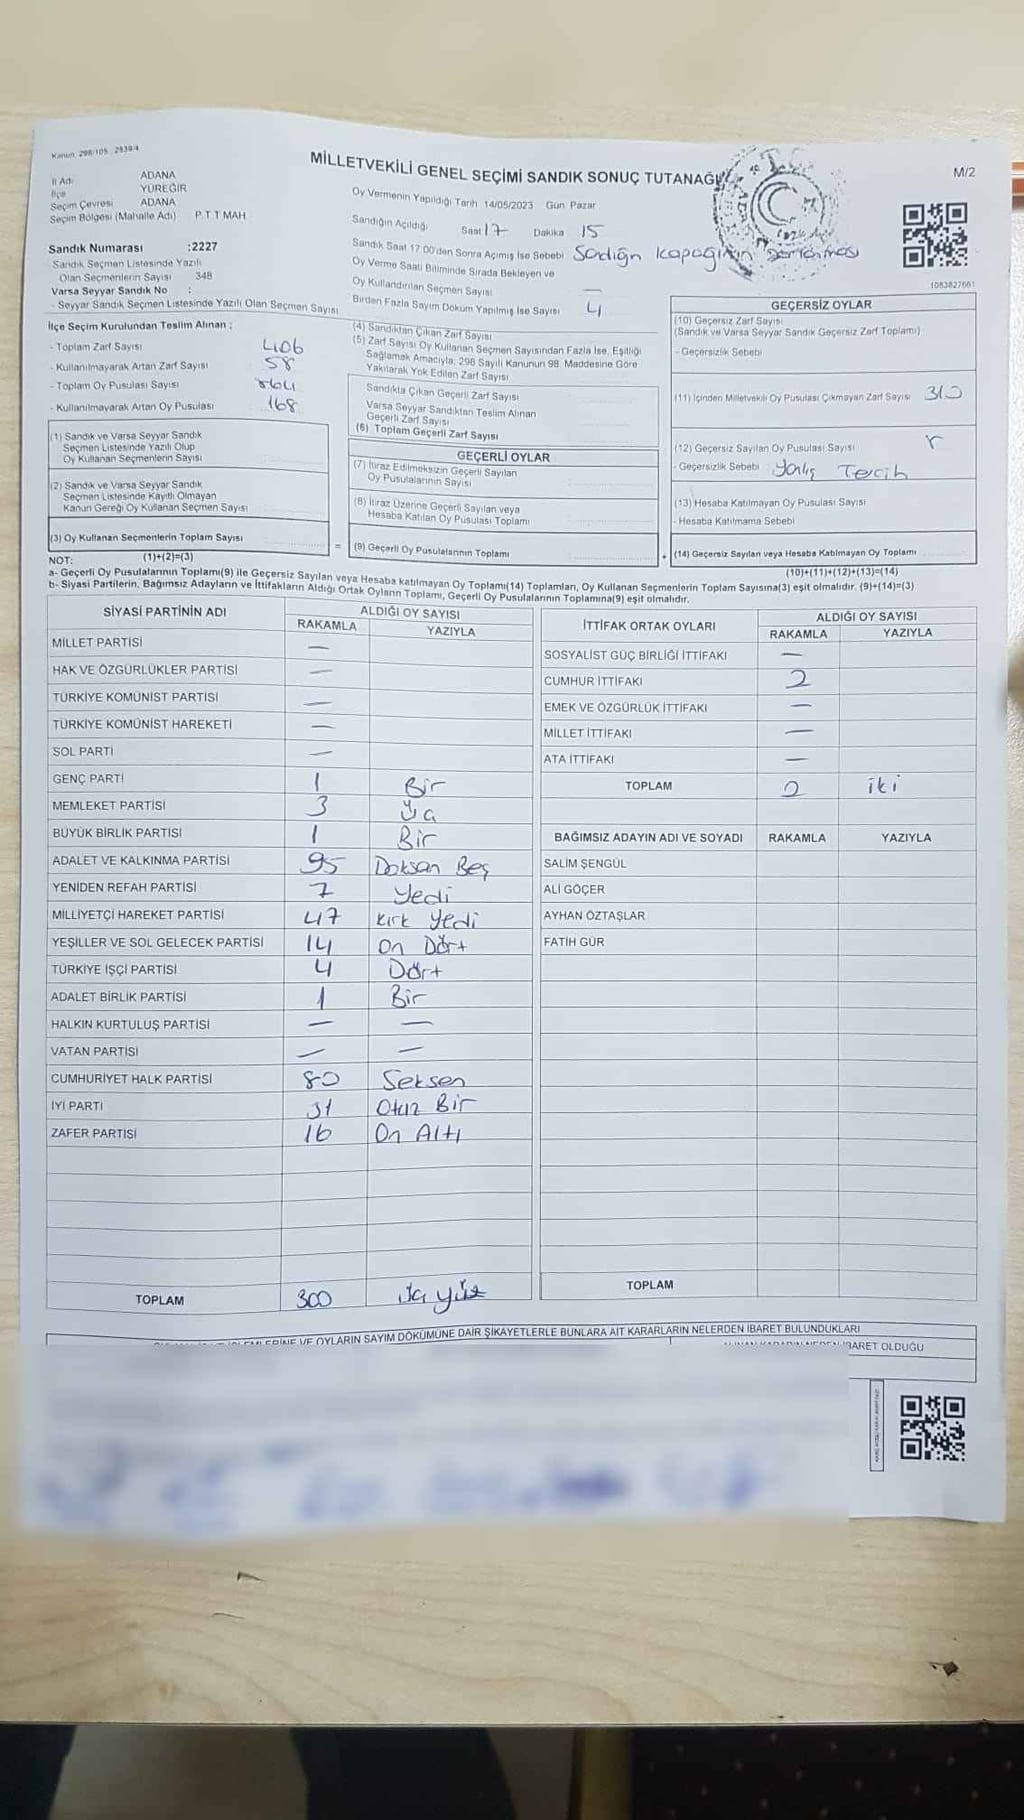 Kanun: 298/105, 2839/4
MİLLETVEKİLİ GENEL SEÇİMİ SANDIK SONUÇ TUTANAĞI
M/2
İl Adı ADANA
İlçe YÜREĞİR
Seçim Çevresi ADANA
Seçim Bölgesi (Mahalle Adı) P.T.T MAH
Oy Vermenin Yapıldığı Tarih 14/05/2023 Gün Pazar
Sandığın Açıldığı Saat 17 Dakika 15
Sandık Numarası :2227
Sandık Seçmen Listesinde Yazılı
Olan Seçmenlerin Sayısı 348
Varsa Seyyar Sandık No :
- Seyyar Sandık Seçmen Listesinde Yazılı Olan Seçmen Sayısı
Sandık Saat 17.00'den Sonra Açımış İse Sebebi Sandığın kapağının
Oy Verme Saati Bitiminde Sırada Bekleyen ve
Oy Kullandırılan Seçmen Sayısı —
Birden Fazla Sayım Döküm Yapılmış İse Sayısı 4
1083827661
İlçe Seçim Kurulundan Teslim Alınan ;
- Toplam Zarf Sayısı 406
- Kullanılmayarak Artan Zarf Sayısı 58
- Toplam Oy Pusulası Sayısı
- Kullanılmayarak Artan Oy Pusulası 168
(1) Sandık ve Varsa Seyyar Sandık
Seçmen Listesinde Yazılı Olup
Oy Kullanan Seçmenlerin Sayısı
(2) Sandık ve Varsa Seyyar Sandık
Seçmen Listesinde Kayıtlı Olmayan
Kanun Gereği Oy Kullanan Seçmen Sayısı
(3) Oy Kullanan Seçmenlerin Toplam Sayısı
(1)+(2)=(3)
(4) Sandıktan Çıkan Zarf Sayısı
(5) Zarf Sayısı Oy Kullanan Seçmen Sayısından Fazla İse, Eşitliği
Sağlamak Amacıyla, 298 Sayılı Kanunun 98. Maddesine Göre
Yakılarak Yok Edilen Zarf Sayısı
Sandıkta Çıkan Geçerli Zarf Sayısı
Varsa Seyyar Sandıktan Teslim Alınan
Geçerli Zarf Sayısı
(6) Toplam Geçerli Zarf Sayısı
GEÇERLİ OYLAR
(7) İtiraz Edilmeksizin Geçerli Sayılan
Oy Pusulalarının Sayısı
(8) İtiraz Üzerine Geçerli Sayılan veya
Hesaba Katılan Oy Pusulası Toplamı
= (9) Geçerli Oy Pusulalarının Toplamı
GEÇERSİZ OYLAR
(10) Geçersiz Zarf Sayısı
(Sandık ve Varsa Seyyar Sandık Geçersiz Zarf Toplamı)
- Geçersizlik Sebebi
(11) İçinden Milletvekili Oy Pusulası Çıkmayan Zarf Sayısı
(12) Geçersiz Sayılan Oy Pusulası Sayısı
- Geçersizlik Sebebi Yanlış Tercih
(13) Hesaba Katılmayan Oy Pusulası Sayısı
- Hesaba Katılmama Sebebi
+ (14) Geçersiz Sayılan veya Hesaba Katılmayan Oy Toplamı
(10)+(11)+(12)+(13)=(14)
NOT:
a- Geçerli Oy Pusulalarının Toplamı(9) ile Geçersiz Sayılan veya Hesaba katılmayan Oy Toplamı(14) Toplamları, Oy Kullanan Seçmenlerin Toplam Sayısına(3) eşit olmalıdır. (9)+(14)=(3)
b- Siyasi Partilerin, Bağımsız Adayların ve İttifakların Aldığı Ortak Oyların Toplamı, Geçerli Oy Pusulalarının Toplamına(9) eşit olmalıdır.
SİYASİ PARTİNİN ADI ALDIĞI OY SAYISI
RAKAMLA YAZIYLA
MİLLET PARTİSİ —
HAK VE ÖZGÜRLÜKLER PARTİSİ —
TÜRKİYE KOMÜNİST PARTİSİ —
TÜRKİYE KOMÜNİST HAREKETİ —
SOL PARTİ —
GENÇ PARTİ 1 Bir
MEMLEKET PARTİSİ 3 Üç
BÜYÜK BİRLİK PARTİSİ 1 Bir
ADALET VE KALKINMA PARTİSİ 95 Doksan Beş
YENİDEN REFAH PARTİSİ 7 Yedi
MİLLİYETÇİ HAREKET PARTİSİ 47 kırk yedi
YEŞİLLER VE SOL GELECEK PARTİSİ 14 On Dört
TÜRKİYE İŞÇİ PARTİSİ 4 Dört
ADALET BİRLİK PARTİSİ 1 Bir
HALKIN KURTULUŞ PARTİSİ — —
VATAN PARTİSİ — —
CUMHURİYET HALK PARTİSİ 80 Seksen
İYİ PARTİ 31 Otuz Bir
ZAFER PARTİSİ 16 On Altı
TOPLAM 300 üç yüz
İTTİFAK ORTAK OYLARI ALDIĞI OY SAYISI
RAKAMLA YAZIYLA
SOSYALİST GÜÇ BİRLİĞİ İTTİFAKI —
CUMHUR İTTİFAKI 2
EMEK VE ÖZGÜRLÜK İTTİFAKI —
MİLLET İTTİFAKI —
ATA İTTİFAKI —
TOPLAM 2 iki
BAĞIMSIZ ADAYIN ADI VE SOYADI RAKAMLA YAZIYLA
SALİM ŞENGÜL
ALİ GÖÇER
AYHAN ÖZTAŞLAR
FATİH GÜR
TOPLAM
VE OYLARIN SAYIM DÖKÜMÜNE DAİR ŞİKAYETLERLE BUNLARA AİT KARARLARIN NELERDEN İBARET BULUNDUKLARI
İBARET OLDUĞU